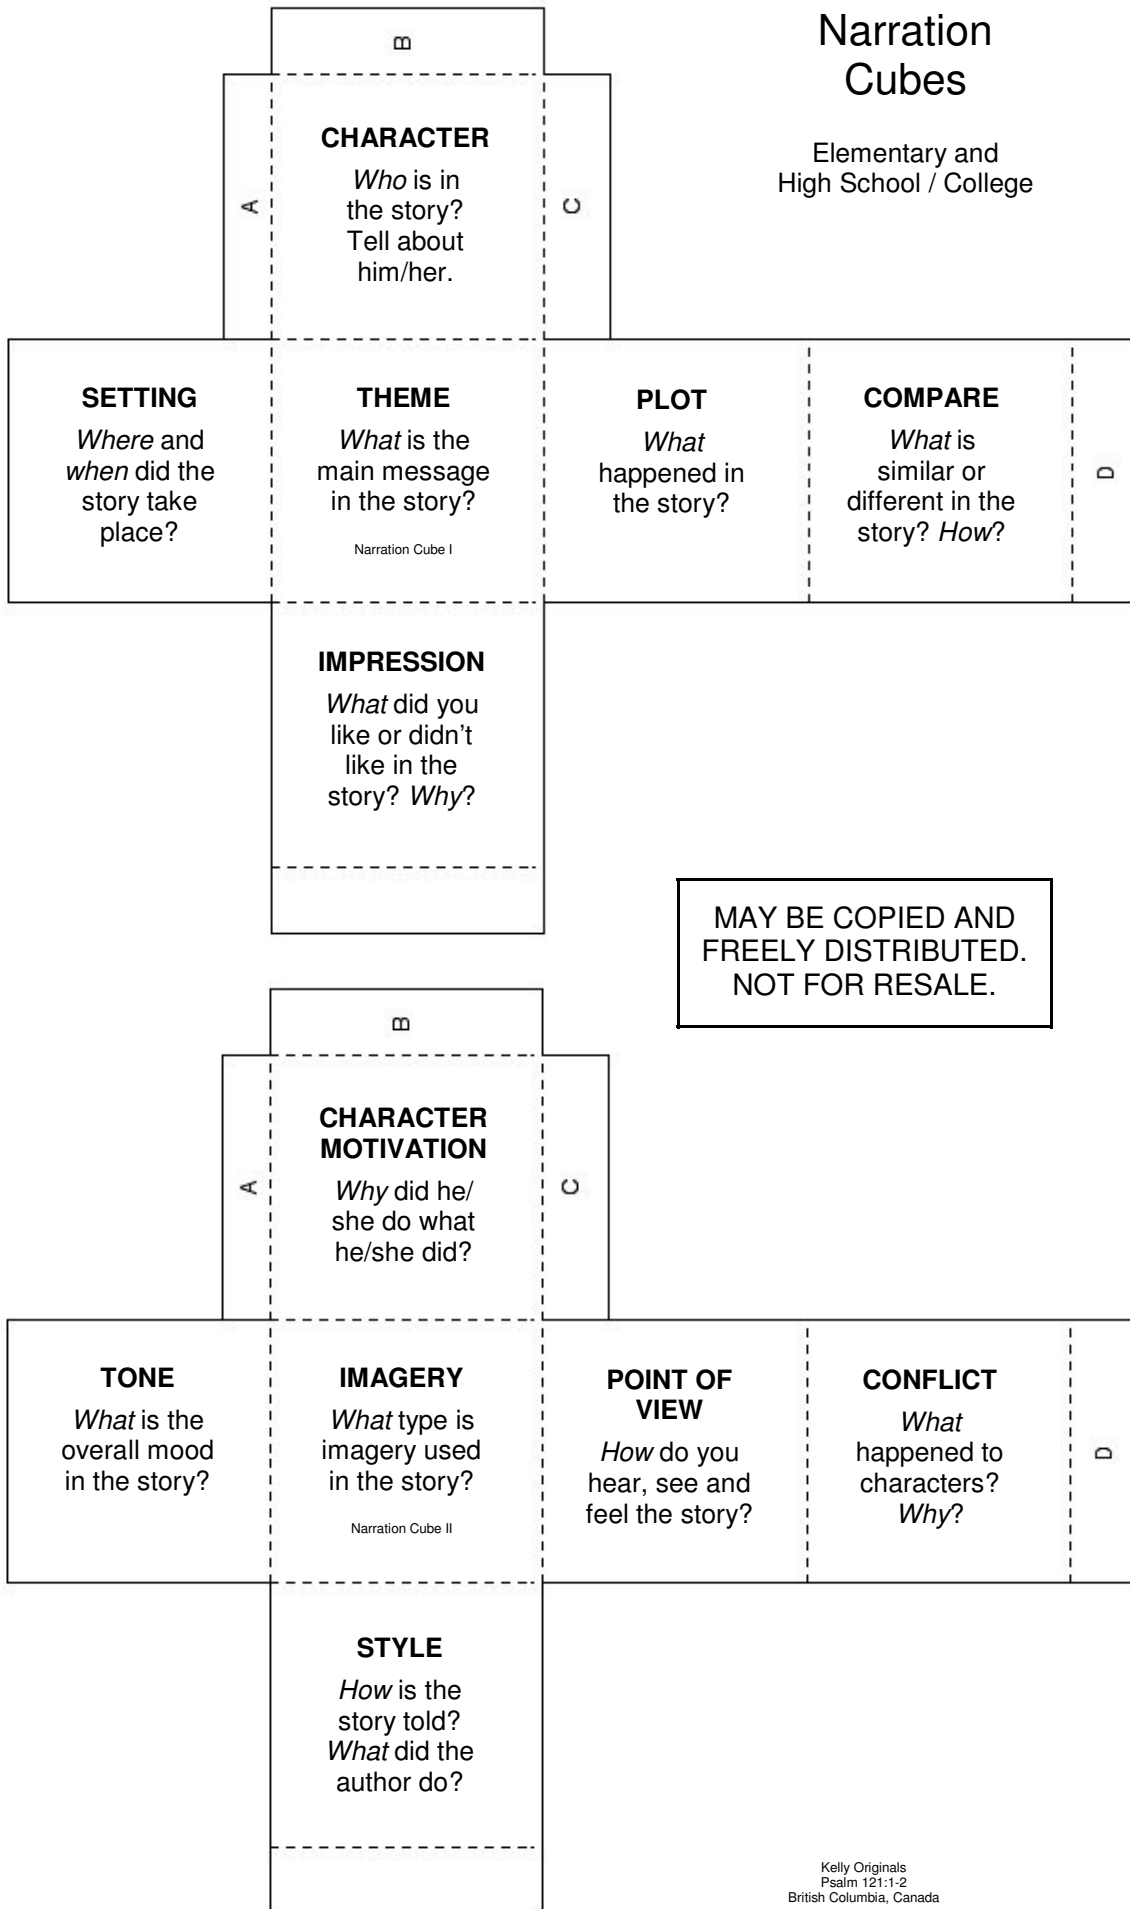 Narration
Cubes
Elementary and
High School / College
B
A
CHARACTER
Who is in
the story?
Tell about
him/her.
C
SETTING
Where and
when did the
story take
place?
THEME
What is the
main message
in the story?
Narration Cube I
PLOT
What
happened in
the story?
COMPARE
What is
similar or
different in the
story? How?
D
IMPRESSION
What did you
like or didn't
like in the
story? Why?
MAY BE COPIED AND
FREELY DISTRIBUTED.
NOT FOR RESALE.
B
A
CHARACTER
MOTIVATION
Why did he/
she do what
he/she did?
C
TONE
What is the
overall mood
in the story?
IMAGERY
What type is
imagery used
in the story?
Narration Cube II
POINT OF
VIEW
How do you
hear, see and
feel the story?
CONFLICT
What
happened to
characters?
Why?
D
STYLE
How is the
story told?
What did the
author do?
Kelly Originals
Psalm 121:1-2
British Columbia, Canada